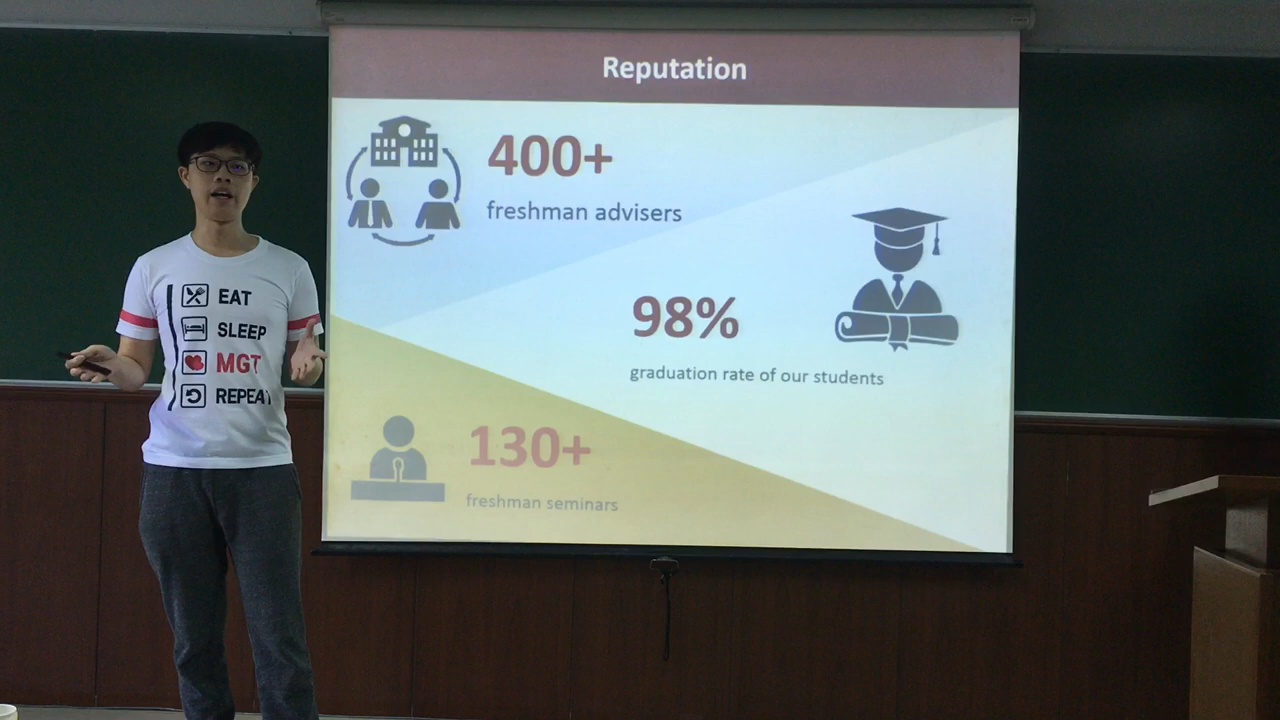 Reputation
400+
freshman advisers
98%
graduation rate of our students
130+
freshman seminars
EAT
SLEEP
MGT
REPEAT